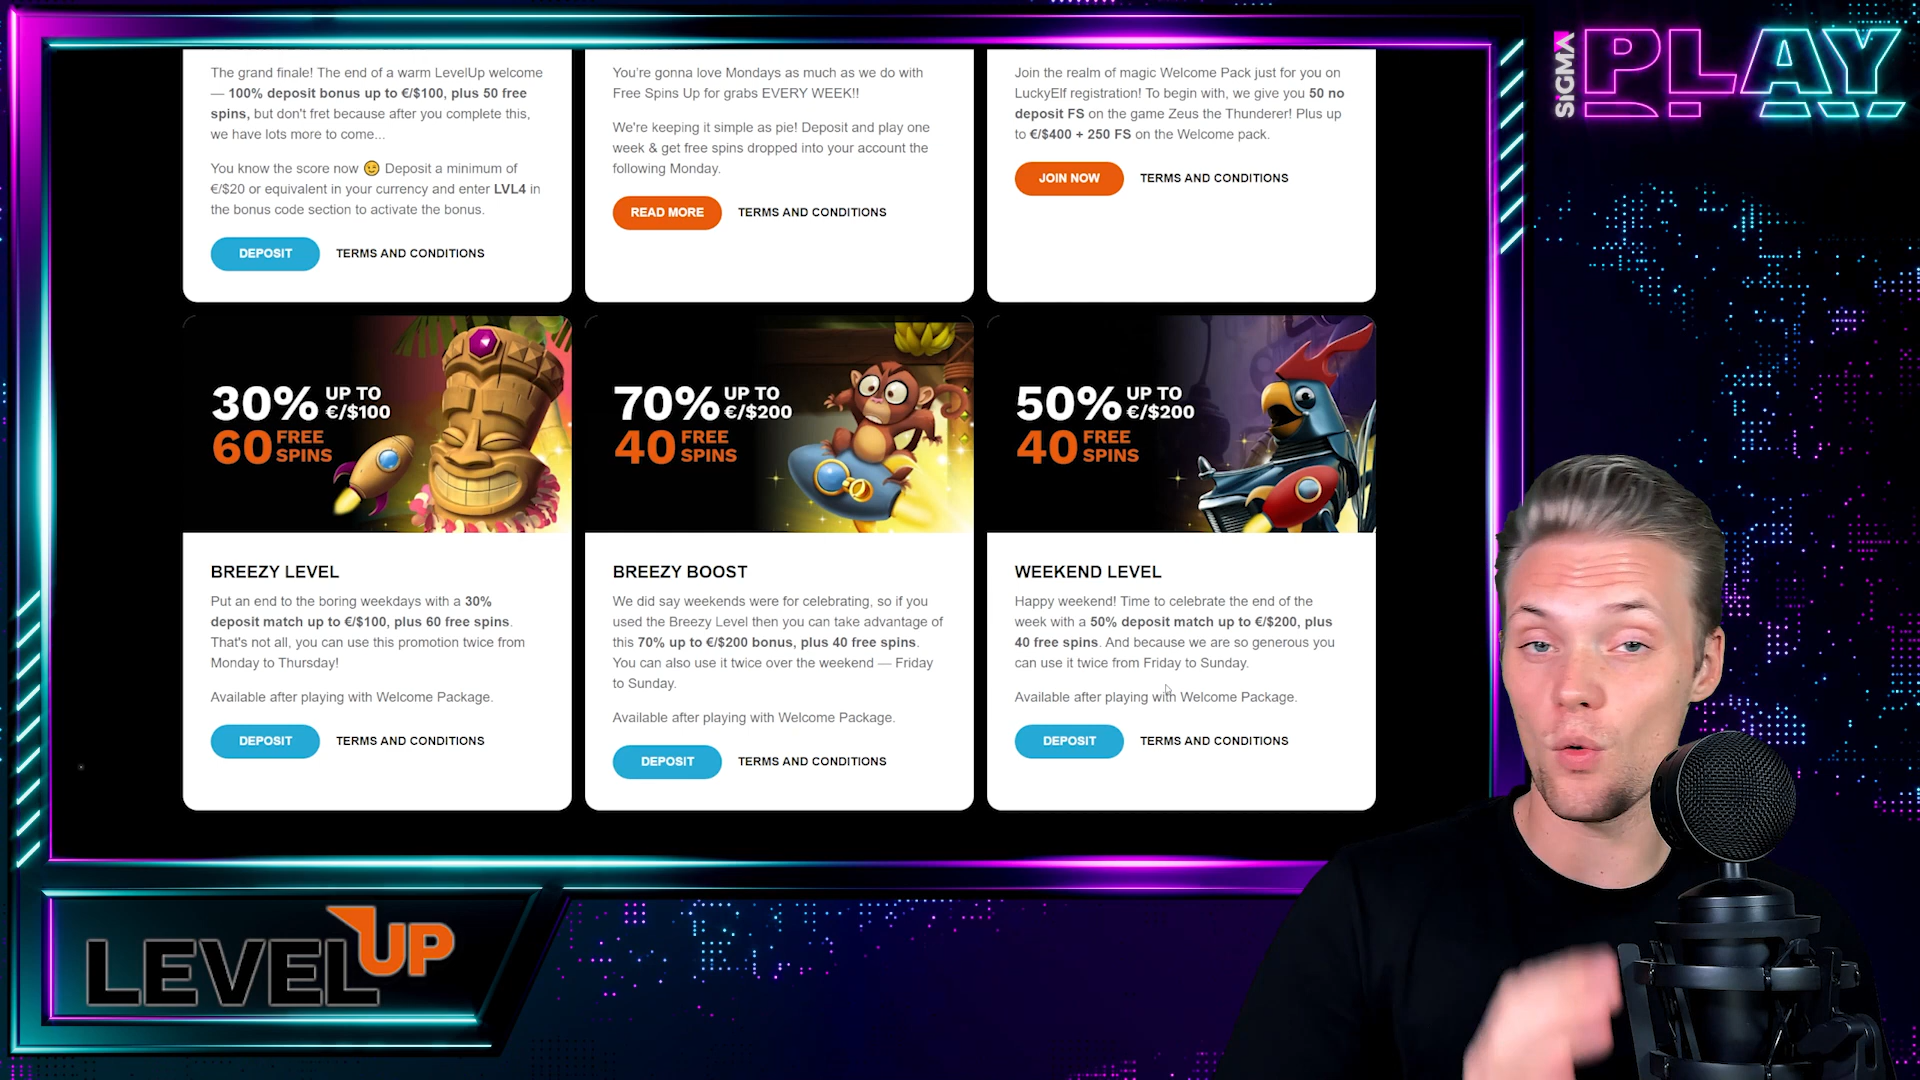 The grand finale! The end of a warm LevelUp welcome
— 100% deposit bonus up to €/$100, plus 50 free
spins, but don't fret because after you complete this,
we have lots more to come...
You know the score now 😉 Deposit a minimum of
€/$20 or equivalent in your currency and enter LVL4 in
the bonus code section to activate the bonus.
DEPOSIT
TERMS AND CONDITIONS
You're gonna love Mondays as much as we do with
Free Spins Up for grabs EVERY WEEK!!
We're keeping it simple as pie! Deposit and play one
week & get free spins dropped into your account the
following Monday.
READ MORE
TERMS AND CONDITIONS
Join the realm of magic Welcome Pack just for you on
LuckyElf registration! To begin with, we give you 50 no
deposit FS on the game Zeus the Thunderer! Plus up
to €/$400 + 250 FS on the Welcome pack.
JOIN NOW
TERMS AND CONDITIONS
SiGMA
PLAY
30% UP TO
€/$100
60 FREE
SPINS
BREEZY LEVEL
Put an end to the boring weekdays with a 30%
deposit match up to €/$100, plus 60 free spins.
That's not all, you can use this promotion twice from
Monday to Thursday!
Available after playing with Welcome Package.
DEPOSIT
TERMS AND CONDITIONS
70% UP TO
€/$200
40 FREE
SPINS
BREEZY BOOST
We did say weekends were for celebrating, so if you
used the Breezy Level then you can take advantage of
this 70% up to €/$200 bonus, plus 40 free spins.
You can also use it twice over the weekend — Friday
to Sunday.
Available after playing with Welcome Package.
DEPOSIT
TERMS AND CONDITIONS
50% UP TO
€/$200
40 FREE
SPINS
WEEKEND LEVEL
Happy weekend! Time to celebrate the end of the
week with a 50% deposit match up to €/$200, plus
40 free spins. And because we are so generous you
can use it twice from Friday to Sunday.
Available after playing with Welcome Package.
DEPOSIT
TERMS AND CONDITIONS
LEVELUP